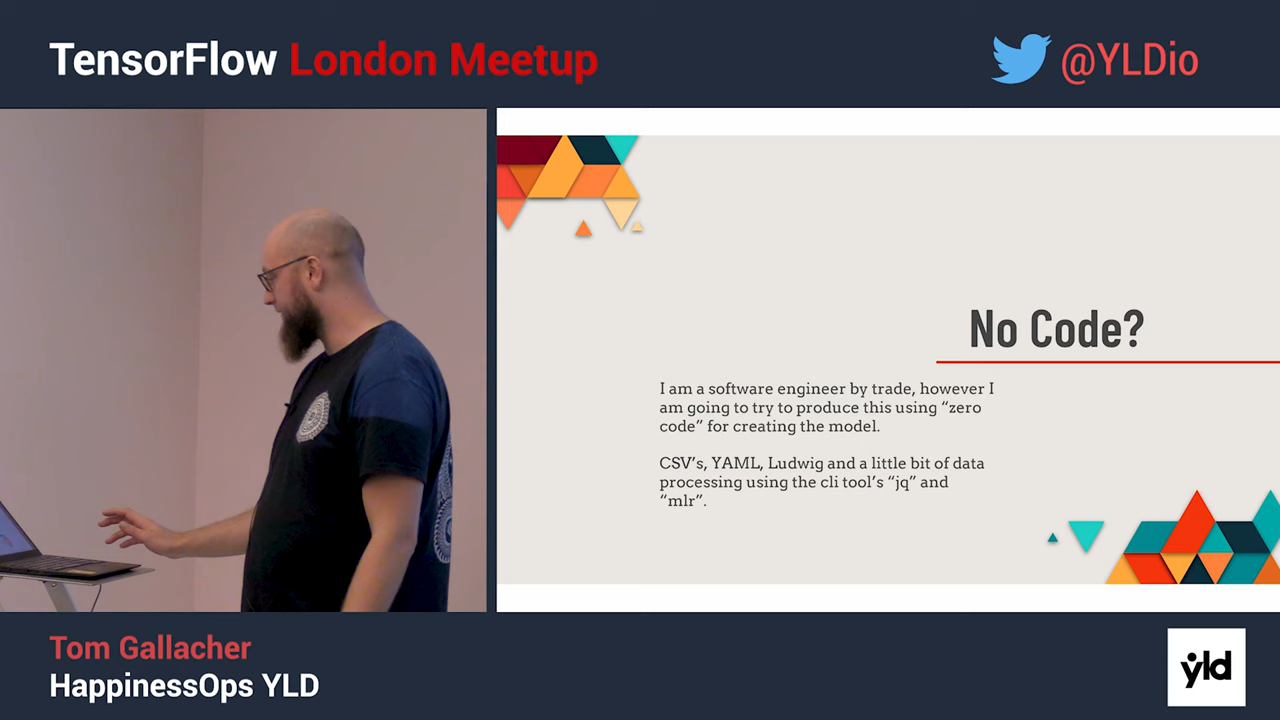 TensorFlow London Meetup
@YLDio
No Code?
I am a software engineer by trade, however I
am going to try to produce this using “zero
code” for creating the model.
CSV’s, YAML, Ludwig and a little bit of data
processing using the cli tool’s “jq” and
“mlr”.
Tom Gallacher
HappinessOps YLD
yld